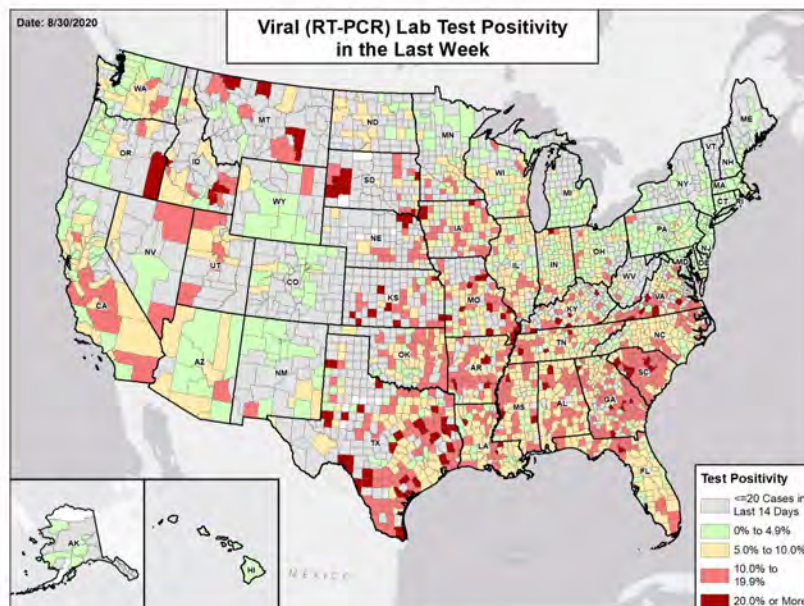 Date: 8/30/2020
Viral (RT-PCR) Lab Test Positivity
in the Last Week
WA
MT
ND
MN
ME
OR
ID
SD
WI
VT
NH
WY
MI
NY
MA
CT
RI
NE
IA
PA
NV
UT
CO
IL
IN
OH
NJ
MD
DE
CA
KS
MO
WV
VA
KY
AZ
NM
OK
AR
TN
NC
SC
TX
LA
MS
AL
GA
FL
AK
HI
MEXICO
Test Positivity
<=20 Cases in
Last 14 Days
0% to 4.9%
5.0% to 10.0%
10.0% to
19.9%
20.0% or More